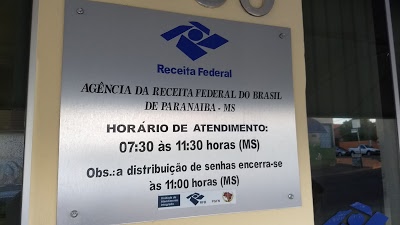 Receita Federal
AGÊNCIA DA RECEITA FEDERAL DO BRASIL
DE PARANAIBA - MS
HORÁRIO DE ATENDIMENTO:
07:30 às 11:30 horas (MS)
Obs.:a distribuição de senhas encerra-se
às 11:00 horas (MS)